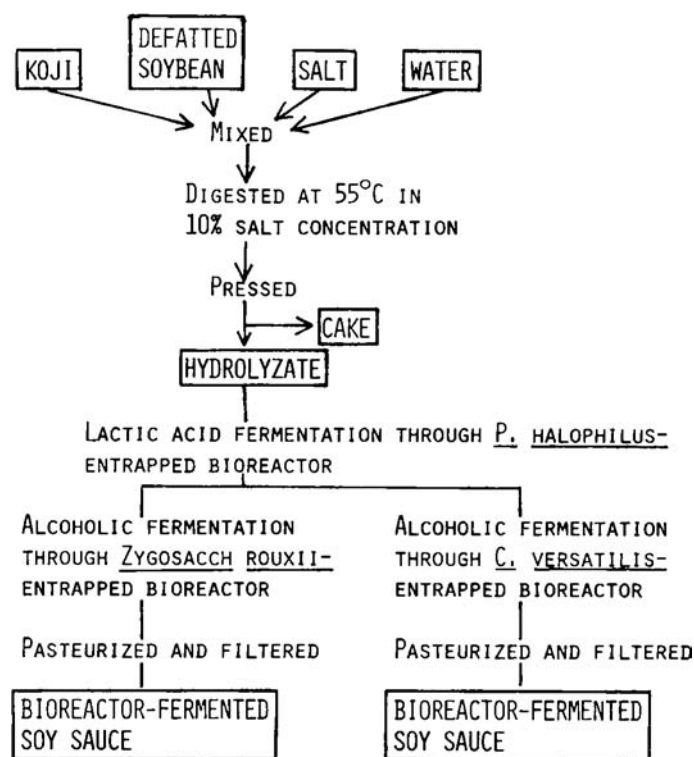 KOJI
DEFATTED
SOYBEAN
SALT
WATER
MIXED
DIGESTED AT 55°C IN
10% SALT CONCENTRATION
PRESSED
CAKE
HYDROLYZATE
LACTIC ACID FERMENTATION THROUGH P. HALOPHILUS-
ENTRAPPED BIOREACTOR
ALCOHOLIC FERMENTATION
THROUGH ZYGOSACCH ROUXII-
ENTRAPPED BIOREACTOR
PASTEURIZED AND FILTERED
BIOREACTOR-FERMENTED
SOY SAUCE
ALCOHOLIC FERMENTATION
THROUGH C. VERSATILIS-
ENTRAPPED BIOREACTOR
PASTEURIZED AND FILTERED
BIOREACTOR-FERMENTED
SOY SAUCE